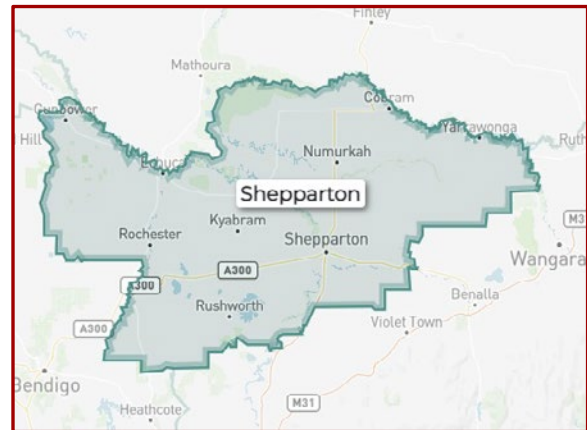 Finley
Mathoura
Gunbower
Cobram
Hill
Yarrawonga
Ruth
Echuca
Numurkah
Shepparton
Kyabram
Rochester
Shepparton
M3
Wangara
A300
A300
Rushworth
Benalla
A300
Violet Town
Bendigo
M31
Heathcote